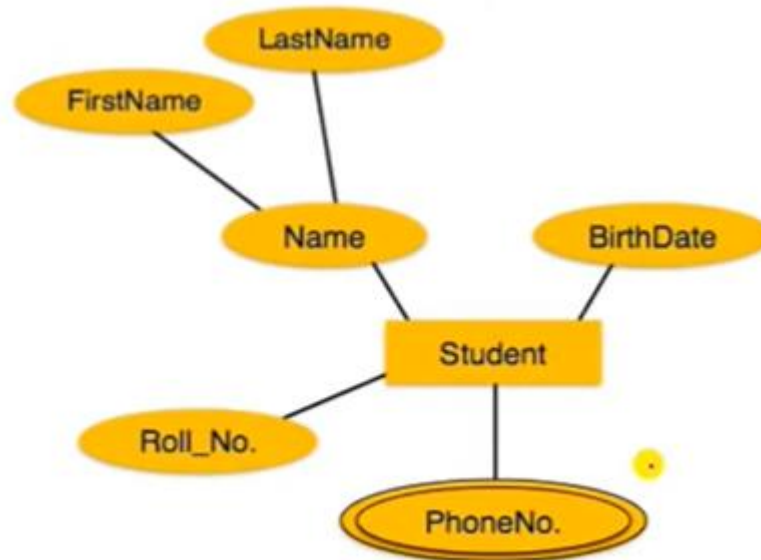 LastName
FirstName
Name
BirthDate
Student
Roll_No.
PhoneNo.